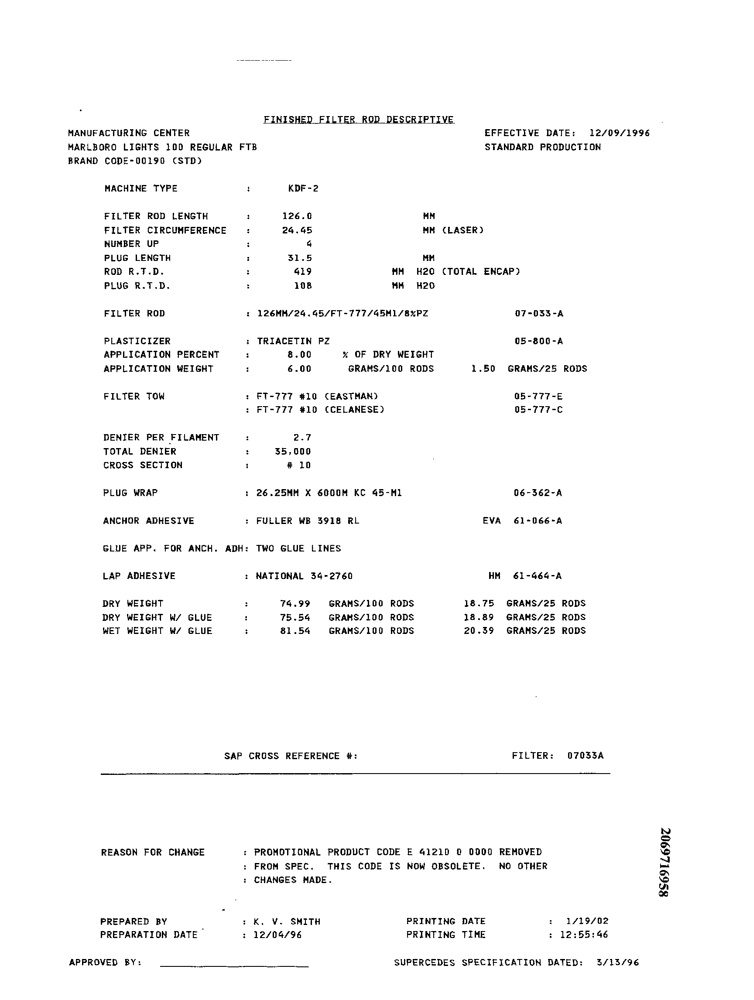 FINISHED FILTER ROD DESCRIPTIVE
MANUFACTURING CENTER EFFECTIVE DATE: 12/09/1996
MARLBORO LIGHTS 100 REGULAR FTB STANDARD PRODUCTION
BRAND CODE-00190 (STD)
MACHINE TYPE : KDF-2
FILTER ROD LENGTH : 126.0 MM
FILTER CIRCUMFERENCE : 24.45 MM (LASER)
NUMBER UP : 4
PLUG LENGTH : 31.5 MM
ROD R.T.D. : 419 MM H2O (TOTAL ENCAP)
PLUG R.T.D. : 108 MM H2O
FILTER ROD : 126MM/24.45/FT-777/45M1/8%PZ 07-033-A
PLASTICIZER : TRIACETIN PZ 05-800-A
APPLICATION PERCENT : 8.00 % OF DRY WEIGHT
APPLICATION WEIGHT : 6.00 GRAMS/100 RODS 1.50 GRAMS/25 RODS
FILTER TOW : FT-777 #10 (EASTMAN) 05-777-E
: FT-777 #10 (CELANESE) 05-777-C
DENIER PER FILAMENT : 2.7
TOTAL DENIER : 35,000
CROSS SECTION : # 10
PLUG WRAP : 26.25MM X 6000M KC 45-M1 06-362-A
ANCHOR ADHESIVE : FULLER WB 3918 RL EVA 61-066-A
GLUE APP. FOR ANCH. ADH: TWO GLUE LINES
LAP ADHESIVE : NATIONAL 34-2760 HM 61-464-A
DRY WEIGHT : 74.99 GRAMS/100 RODS 18.75 GRAMS/25 RODS
DRY WEIGHT W/ GLUE : 75.54 GRAMS/100 RODS 18.89 GRAMS/25 RODS
WET WEIGHT W/ GLUE : 81.54 GRAMS/100 RODS 20.39 GRAMS/25 RODS
SAP CROSS REFERENCE #: FILTER: 07033A
REASON FOR CHANGE : PROMOTIONAL PRODUCT CODE E 41210 0 0000 REMOVED
: FROM SPEC. THIS CODE IS NOW OBSOLETE. NO OTHER
: CHANGES MADE.
PREPARED BY : K. V. SMITH PRINTING DATE : 1/19/02
PREPARATION DATE : 12/04/96 PRINTING TIME : 12:55:46
APPROVED BY: SUPERCEDES SPECIFICATION DATED: 3/13/96
2069716958